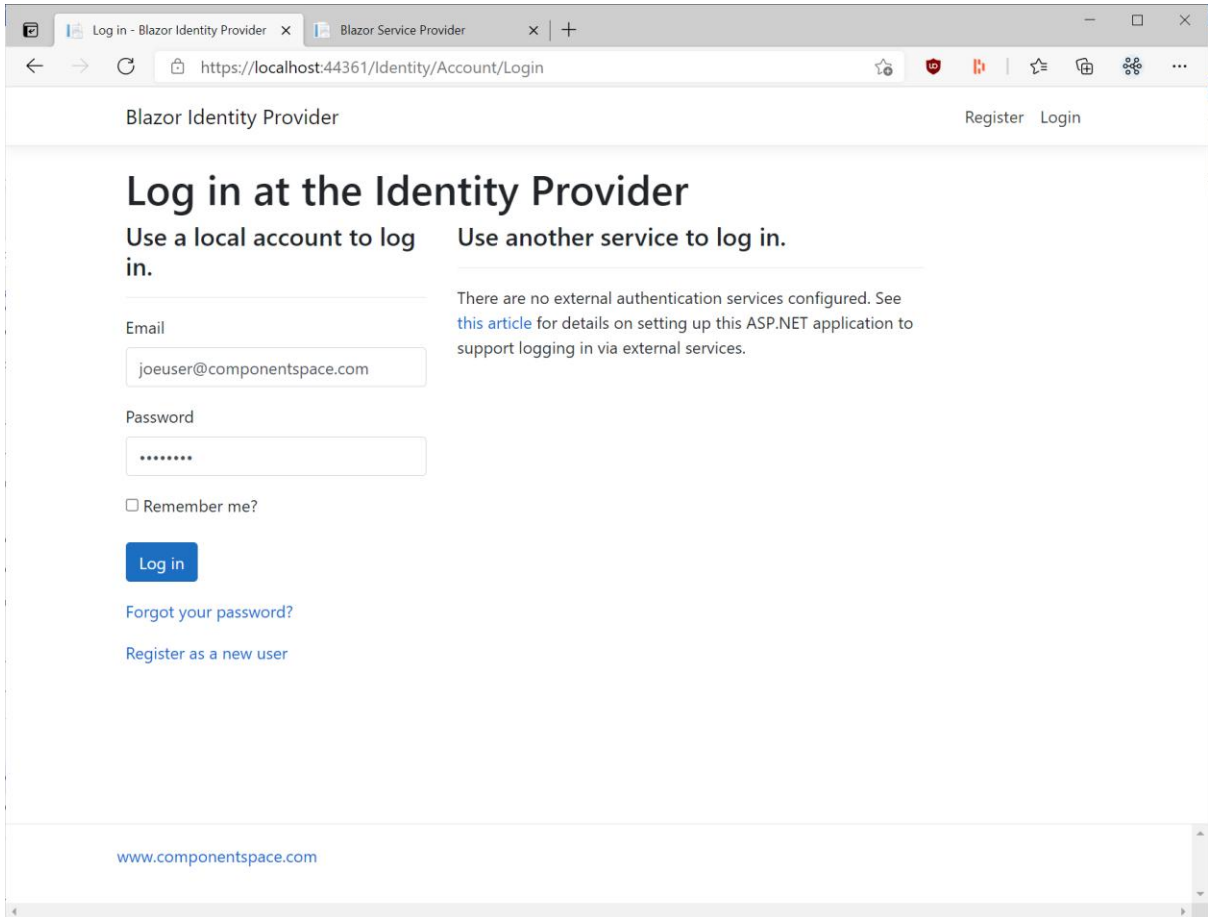 Log in - Blazor Identity Provider
Blazor Service Provider
https://localhost:44361/Identity/Account/Login
Blazor Identity Provider
Register Login
Log in at the Identity Provider
Use a local account to log
in.
Email
joeuser@componentspace.com
Password
••••••••
Remember me?
Log in
Forgot your password?
Register as a new user
Use another service to log in.
There are no external authentication services configured. See
this article for details on setting up this ASP.NET application to
support logging in via external services.
www.componentspace.com